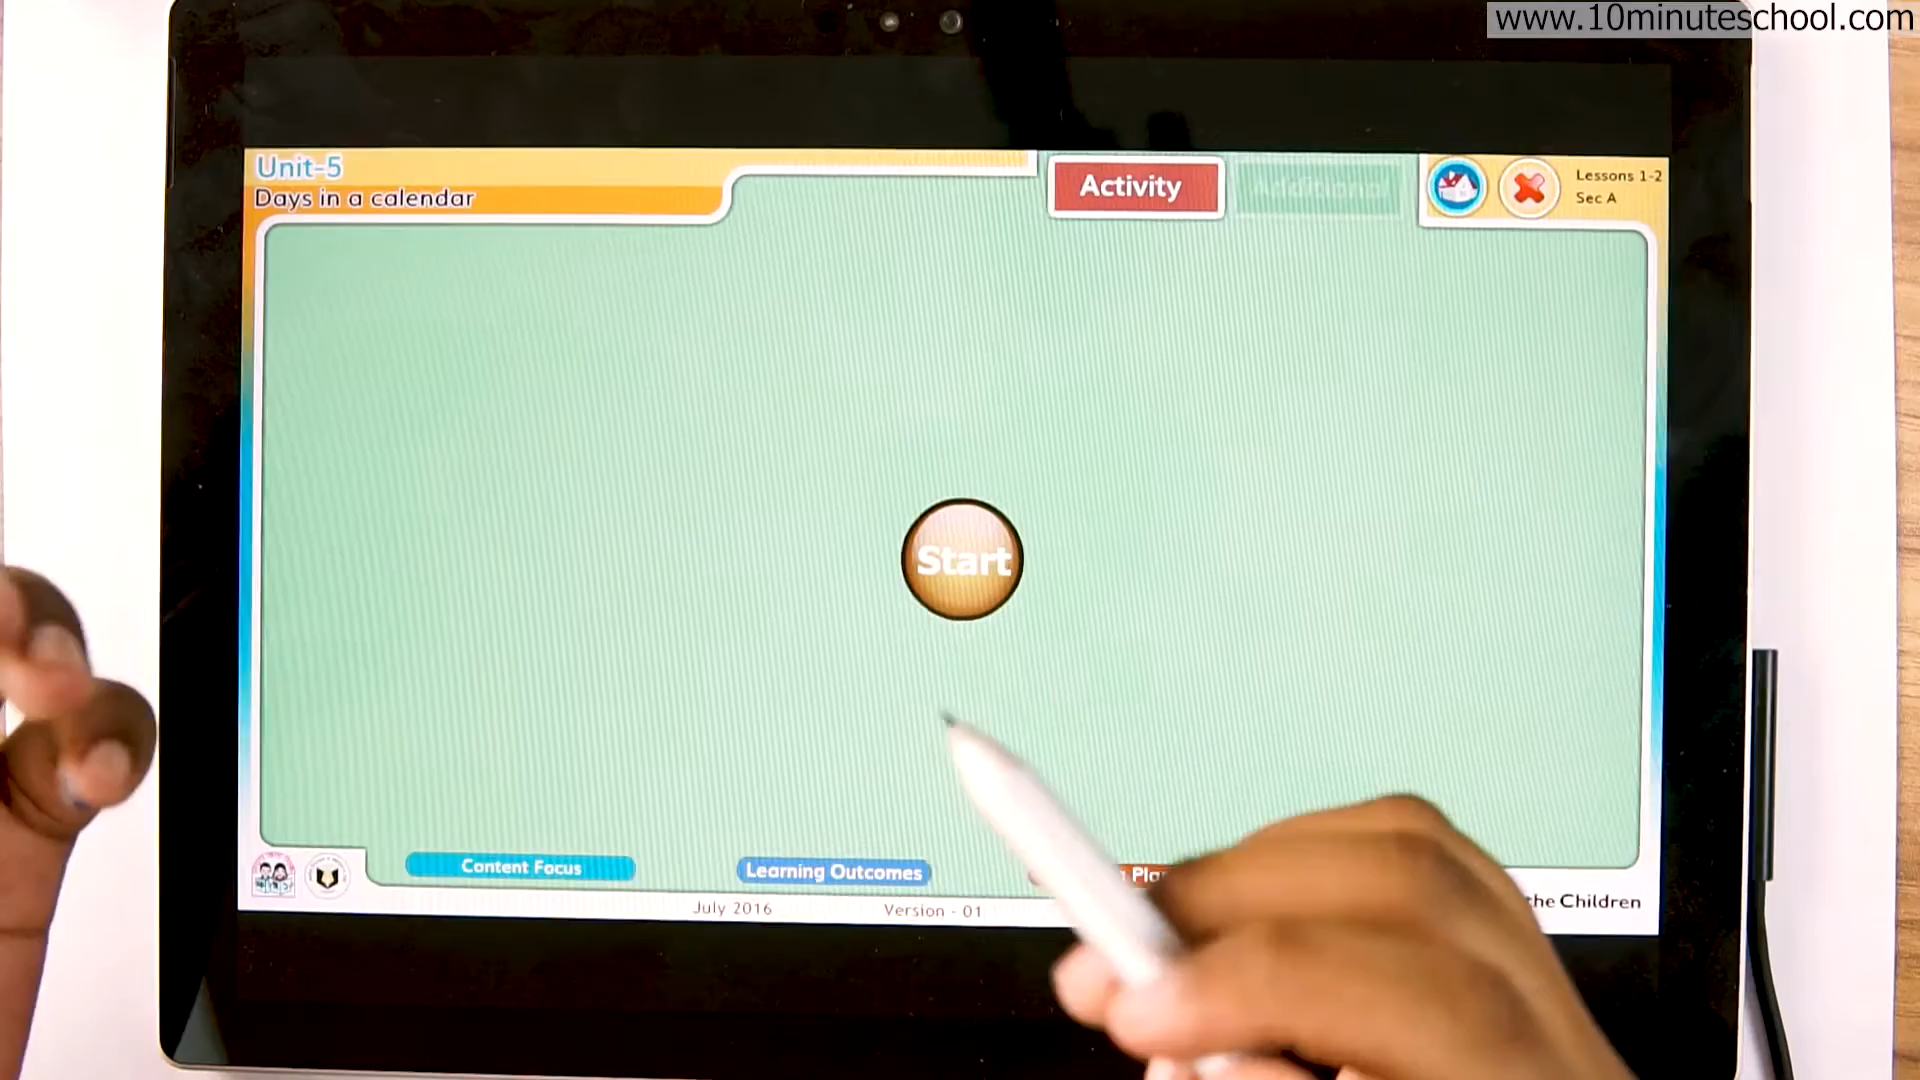 www.10minuteschool.com
Unit-5
Days in a calendar
Activity
Additional
Lessons 1-2
Sec A
Start
Content Focus
Learning Outcomes
the Children
July 2016
Version - 01